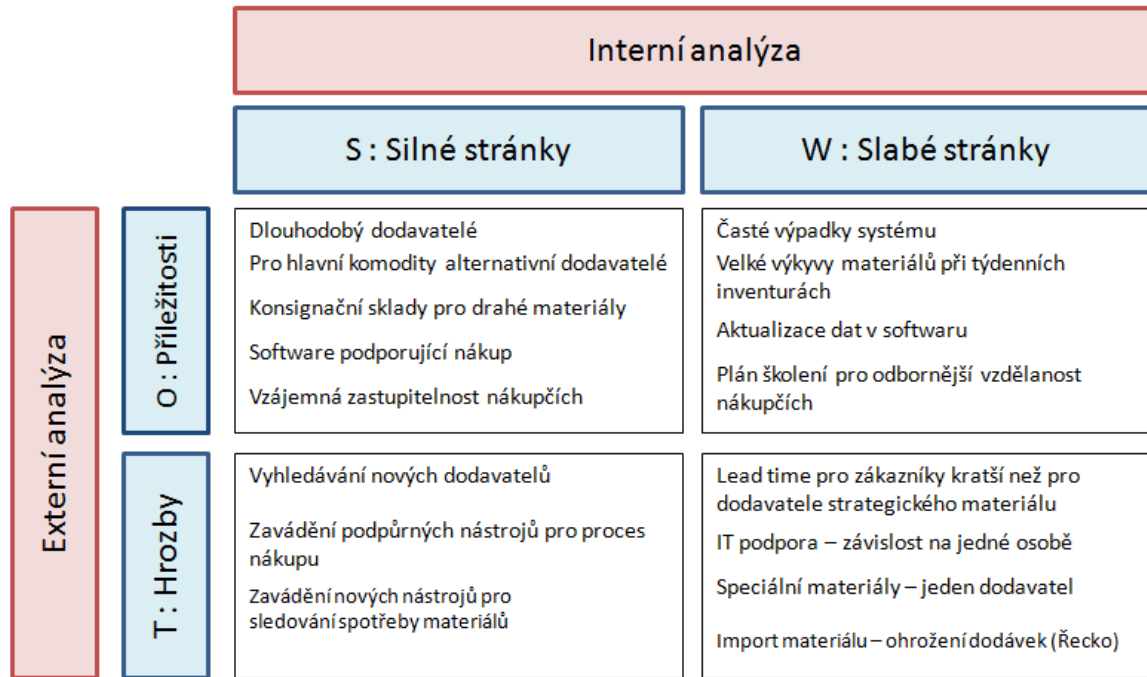 Interní analýza
S : Silné stránky
W : Slabé stránky
Externí analýza
O : Příležitosti
Dlouhodobý dodavatelé
Pro hlavní komodity alternativní dodavatelé
Konsignační sklady pro drahé materiály
Software podporující nákup
Vzájemná zastupitelnost nákupčích
Časté výpadky systému
Velké výkyvy materiálů při týdenních
inventurách
Aktualizace dat v softwaru
Plán školení pro odbornější vzdělanost
nákupčích
T : Hrozby
Vyhledávání nových dodavatelů
Zavádění podpůrných nástrojů pro proces
nákupu
Zavádění nových nástrojů pro
sledování spotřeby materiálů
Lead time pro zákazníky kratší než pro
dodavatele strategického materiálu
IT podpora – závislost na jedné osobě
Speciální materiály – jeden dodavatel
Import materiálu – ohrožení dodávek (Řecko)